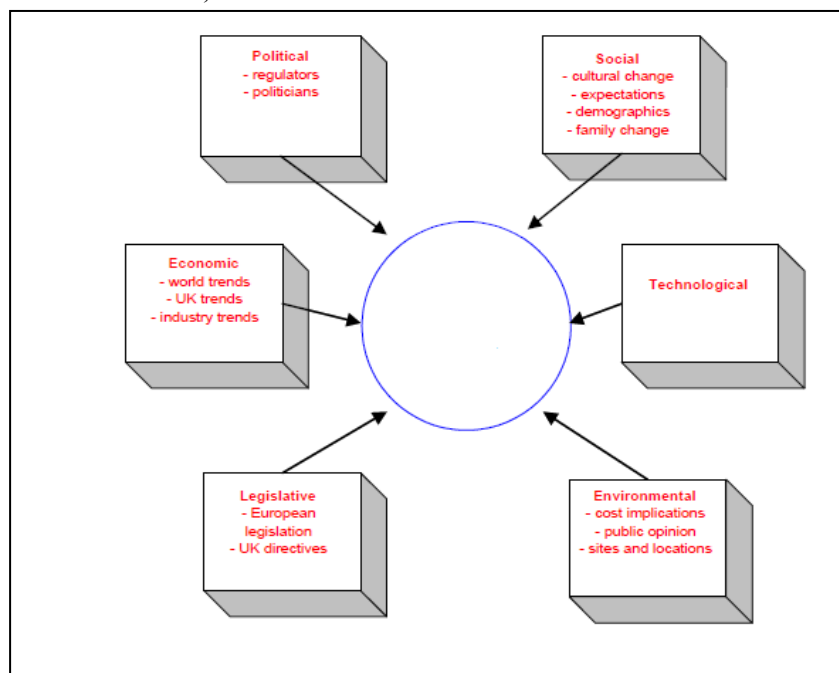 Political
- regulators
- politicians
Social
- cultural change
- expectations
- demographics
- family change
Economic
- world trends
- UK trends
- industry trends
Technological
Legislative
- European
legislation
- UK directives
Environmental
- cost implications
- public opinion
- sites and locations